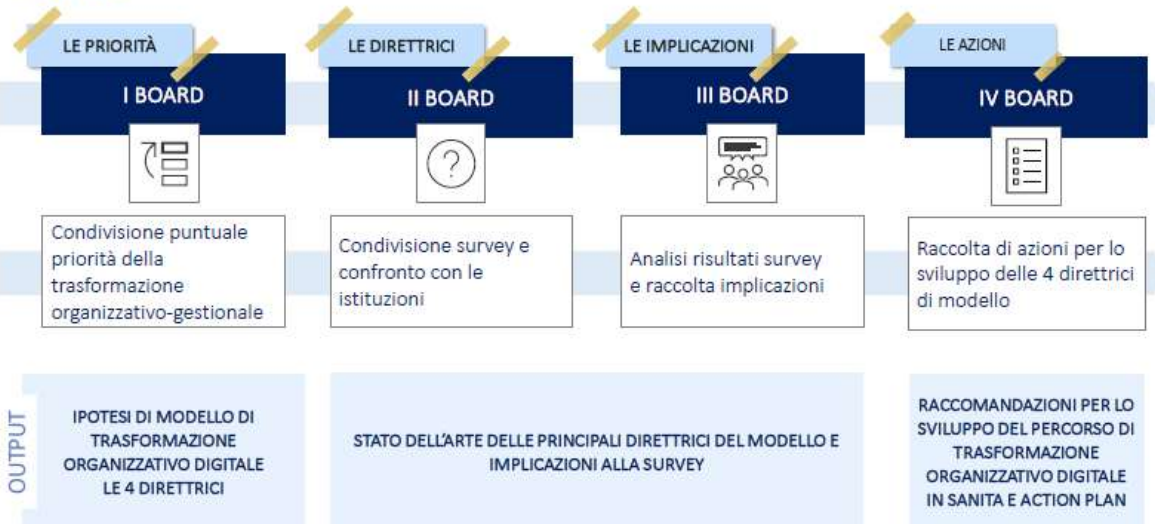 LE PRIORITÀ
I BOARD
Condivisione puntuale
priorità della
trasformazione
organizzativo-gestionale
LE DIRETTRICI
II BOARD
?
Condivisione survey e
confronto con le
istituzioni
LE IMPLICAZIONI
III BOARD
Analisi risultati survey
e raccolta implicazioni
LE AZIONI
IV BOARD
Raccolta di azioni per lo
sviluppo delle 4 direttrici
di modello
OUTPUT
IPOTESI DI MODELLO DI
TRASFORMAZIONE
ORGANIZZATIVO DIGITALE
LE 4 DIRETTRICI
STATO DELL'ARTE DELLE PRINCIPALI DIRETTRICI DEL MODELLO E
IMPLICAZIONI ALLA SURVEY
RACCOMANDAZIONI PER LO
SVILUPPO DEL PERCORSO DI
TRASFORMAZIONE
ORGANIZZATIVO DIGITALE
IN SANITA E ACTION PLAN